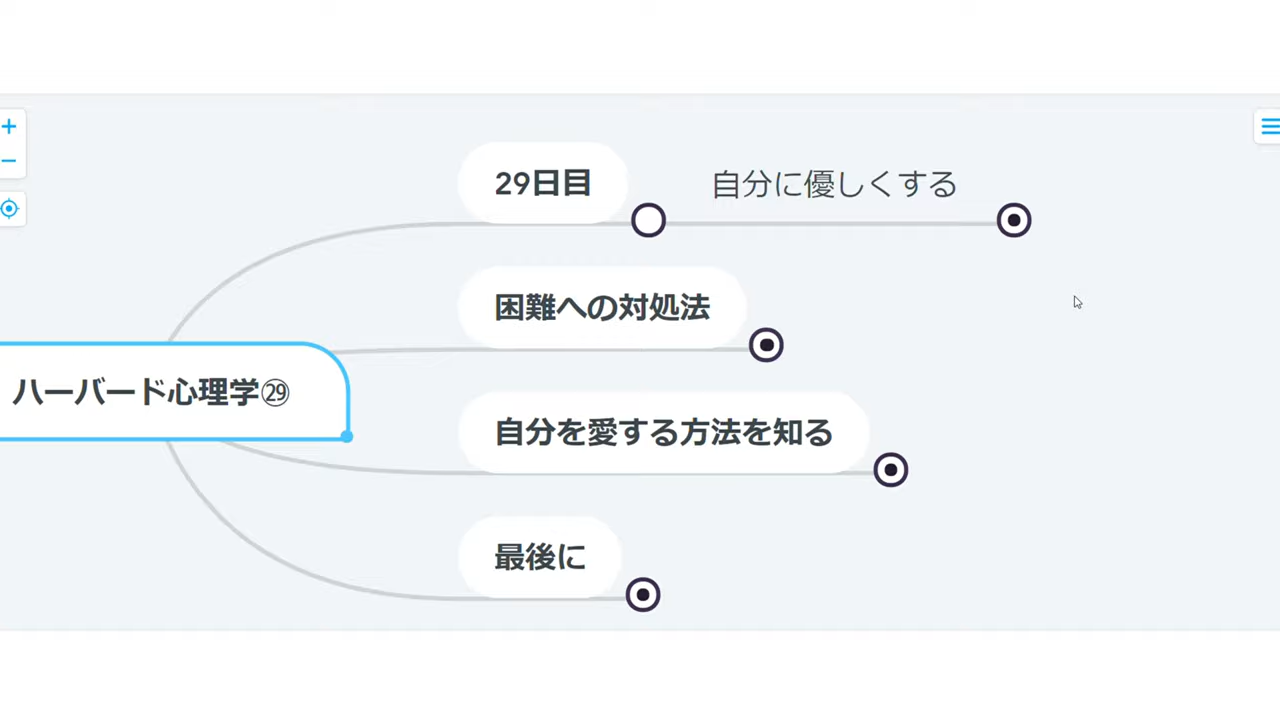 29日目
自分に優しくする
困難への対処法
ハーバード心理学㉙
自分を愛する方法を知る
最後に